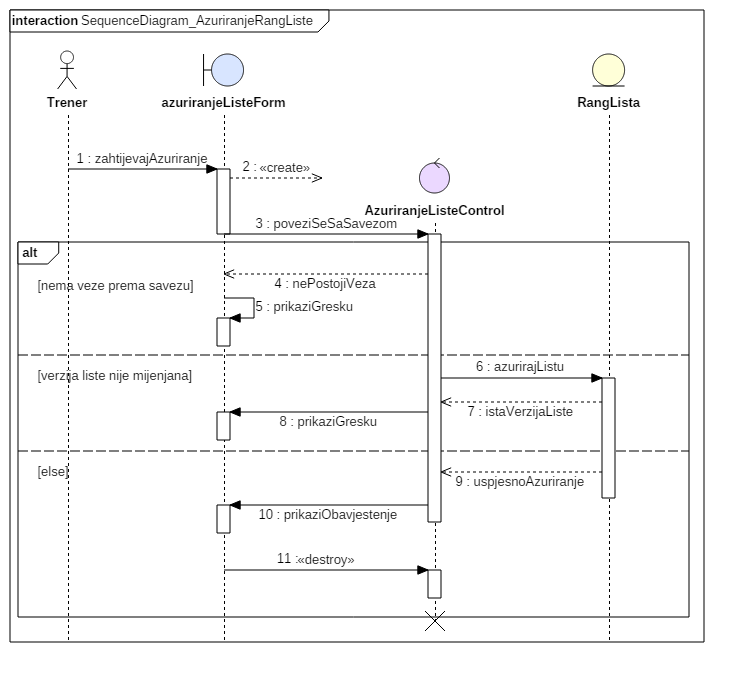 interaction SequenceDiagram_AzuriranjeRangListe
Trener
azuriranjeListeForm
RangLista
1 : zahtijevajAzuriranje
2 : «create»
AzuriranjeListeControl
3 : poveziSeSaSavezom
alt
4 : nePostojiVeza
[nema veze prema savezu]
5 : prikaziGresku
6 : azurirajListu
[verzija liste nije mijenjana]
7 : istaVerzijaListe
8 : prikaziGresku
[else]
9 : uspjesnoAzuriranje
10 : prikaziObavjestenje
11 : «destroy»